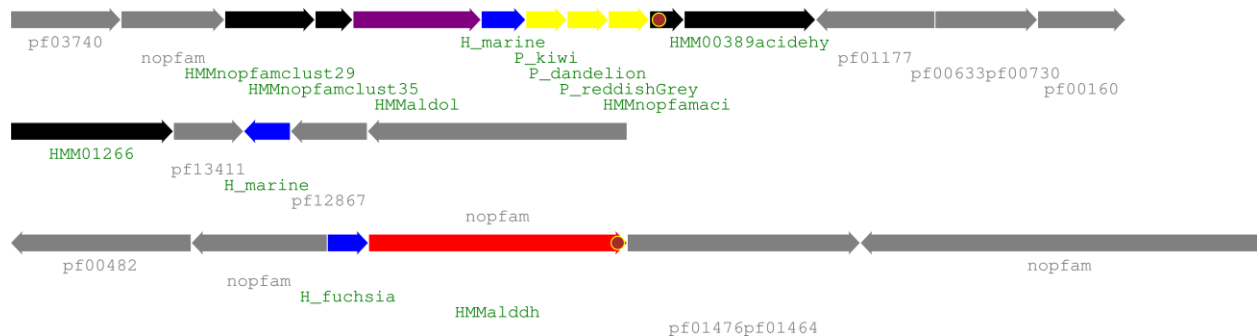 pf03740
nopfam
HMMnopfamclust29
HMMnopfamclust35
HMMaldol
H_marine
P_kiwi
P_dandelion
P_reddishGrey
HMMnopfamaci
HMM00389acidehy
pf01177
pf00633pf00730
pf00160
HMM01266
pf13411
H_marine
pf12867
nopfam
pf00482
nopfam
H_fuchsia
HMMalddh
pf01476pf01464
nopfam